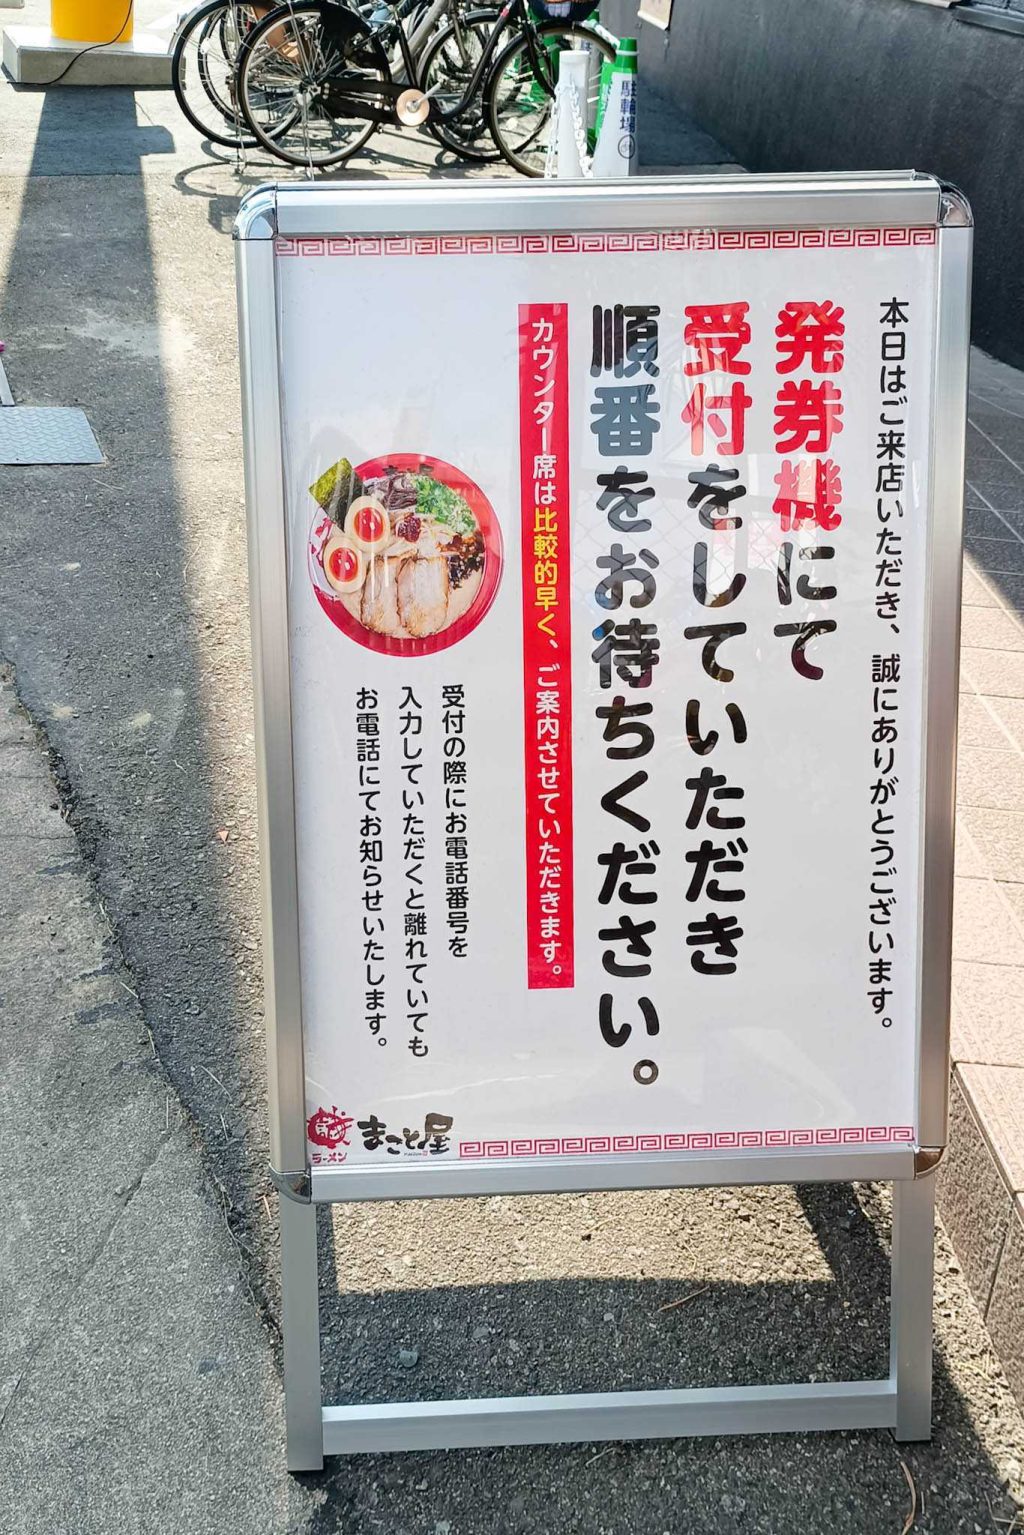 本日はご来店いただき、誠にありがとうございます。
発券機にて
受付をしていただき
順番をお待ちください。
カウンター席は比較的早く、ご案内させていただきます。
受付の際にお電話番号を
入力していただくと離れていても
お電話にてお知らせいたします。
ラーメン
まこと屋
駐輪場